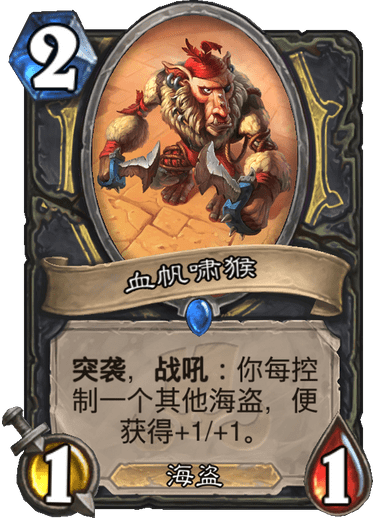 2
血帆啸猴
突袭，战吼：你每控
制一个其他海盗，便
获得+1/+1。
1
海盗
1